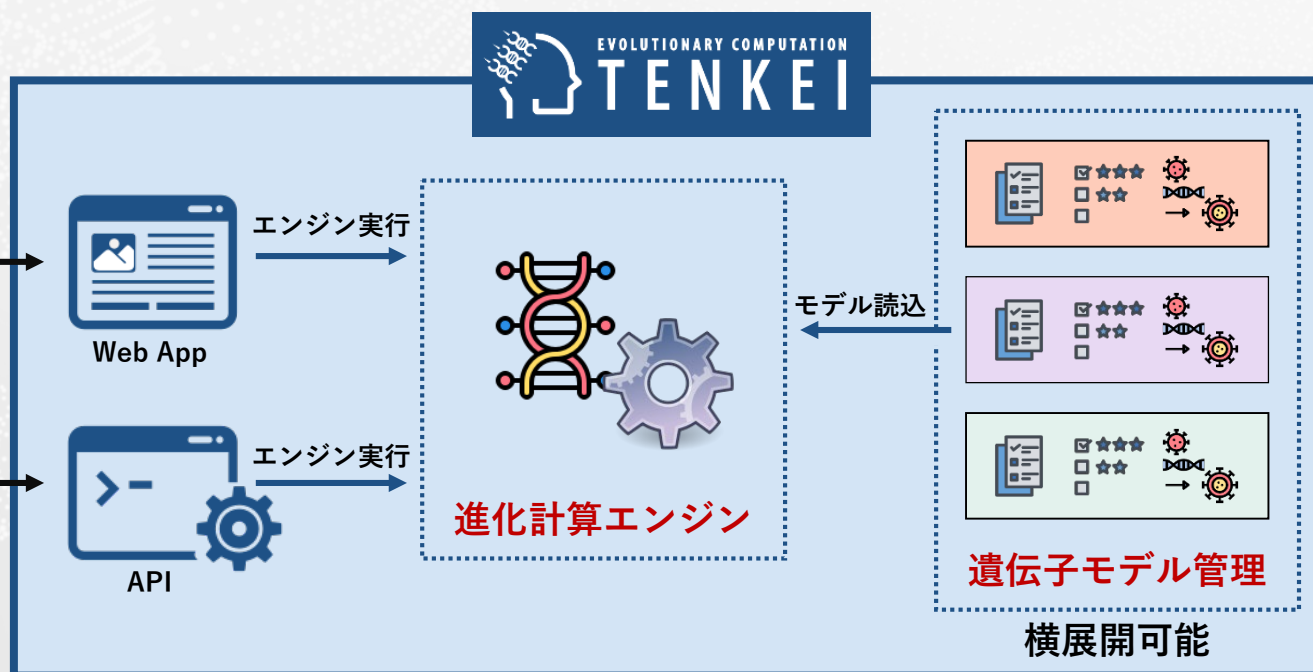 EVOLUTIONARY COMPUTATION
TENKEI
エンジン実行
Web App
エンジン実行
API
進化計算エンジン
モデル読込
遺伝子モデル管理
横展開可能